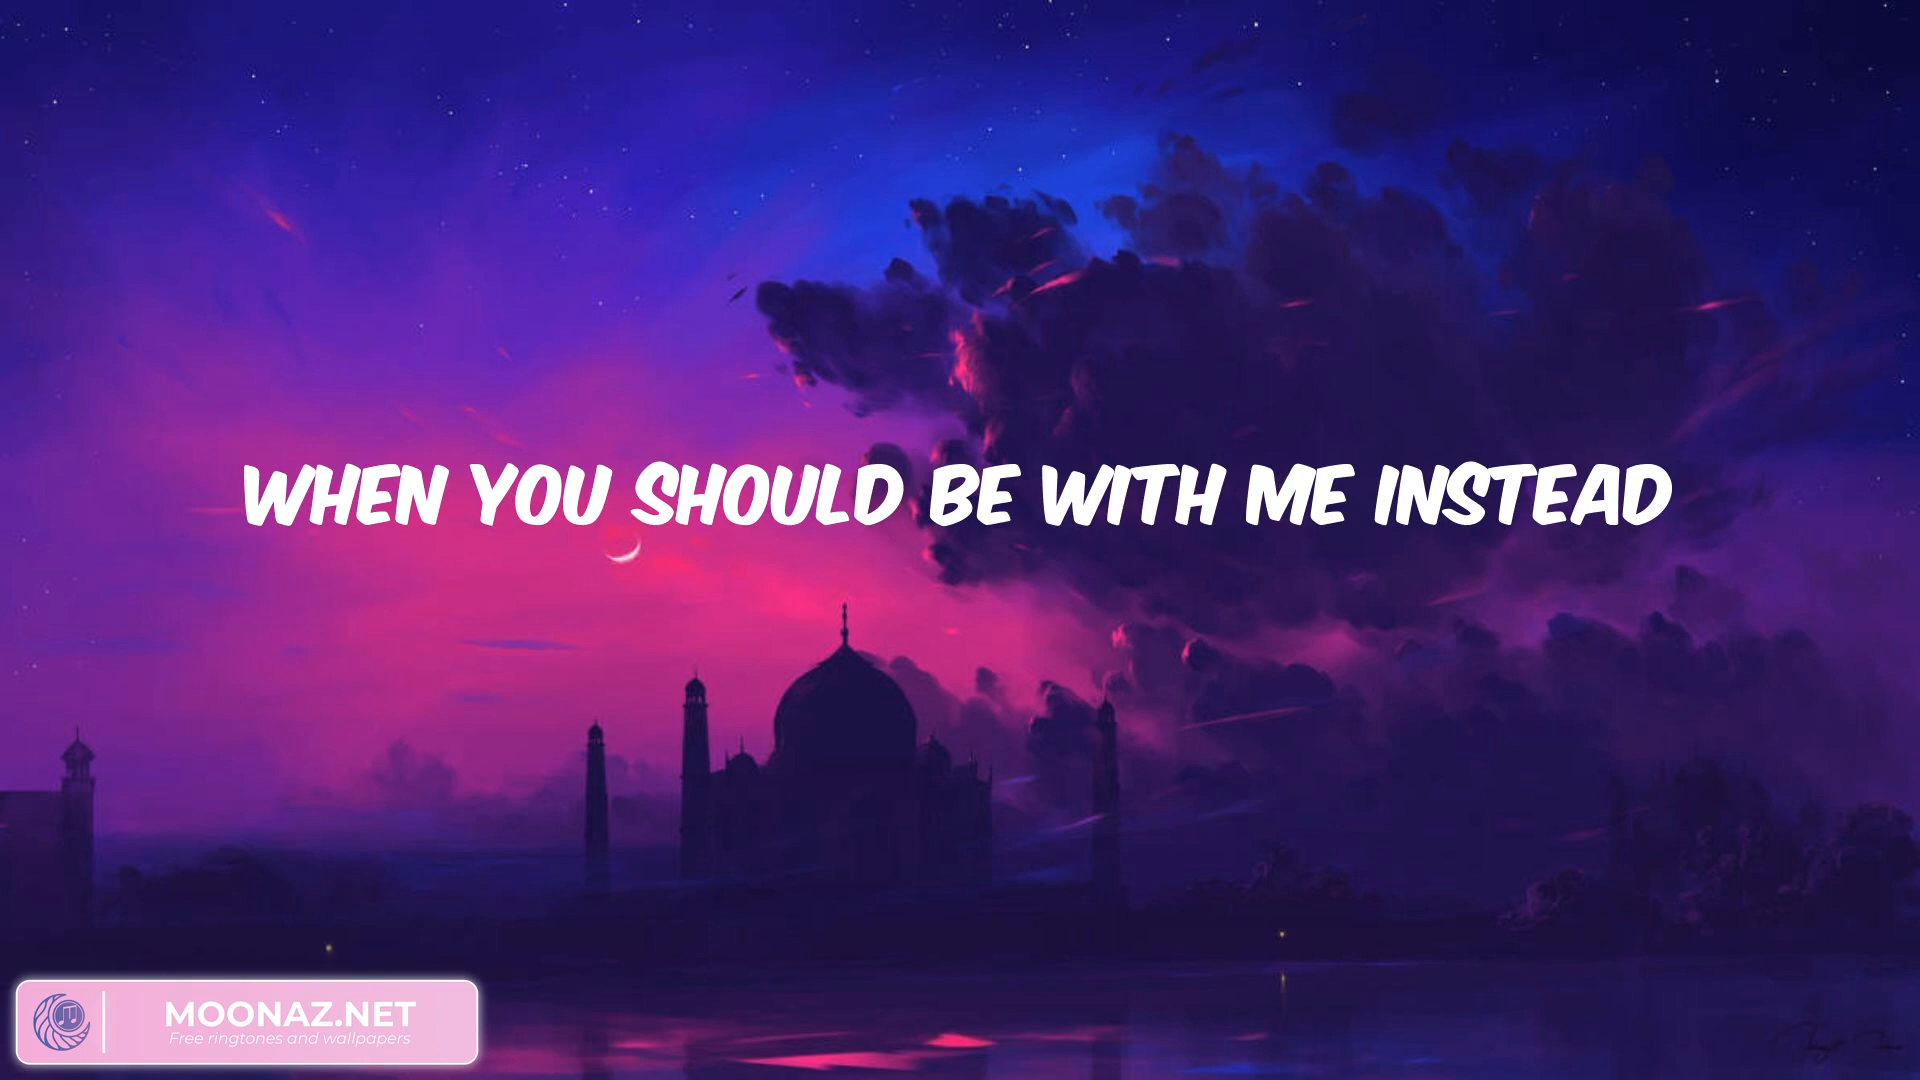 WHEN YOU SHOULD BE WITH ME INSTEAD
MOONAZ.NET
Free ringtones and wallpapers